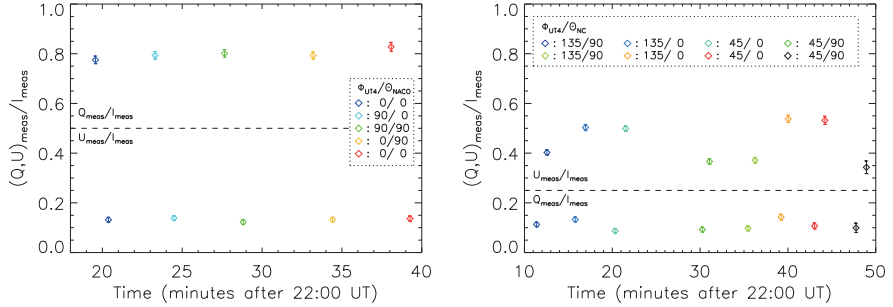 1.0
0.8
0.6
0.4
0.2
0.0
(Q,U)meas/Imeas
Qmeas/Imeas
Umeas/Imeas
ΦUT4/ΘNACO
: 0/ 0
: 90/ 0
: 90/90
: 0/90
: 0/ 0
20 25 30 35 40
Time (minutes after 22:00 UT)
1.0
0.8
0.6
0.4
0.2
0.0
(Q,U)meas/Imeas
ΦUT4/ΘNC
: 135/90 : 135/ 0 : 45/ 0 : 45/90
: 135/90 : 135/ 0 : 45/ 0 : 45/90
Umeas/Imeas
Qmeas/Imeas
10 20 30 40 50
Time (minutes after 22:00 UT)